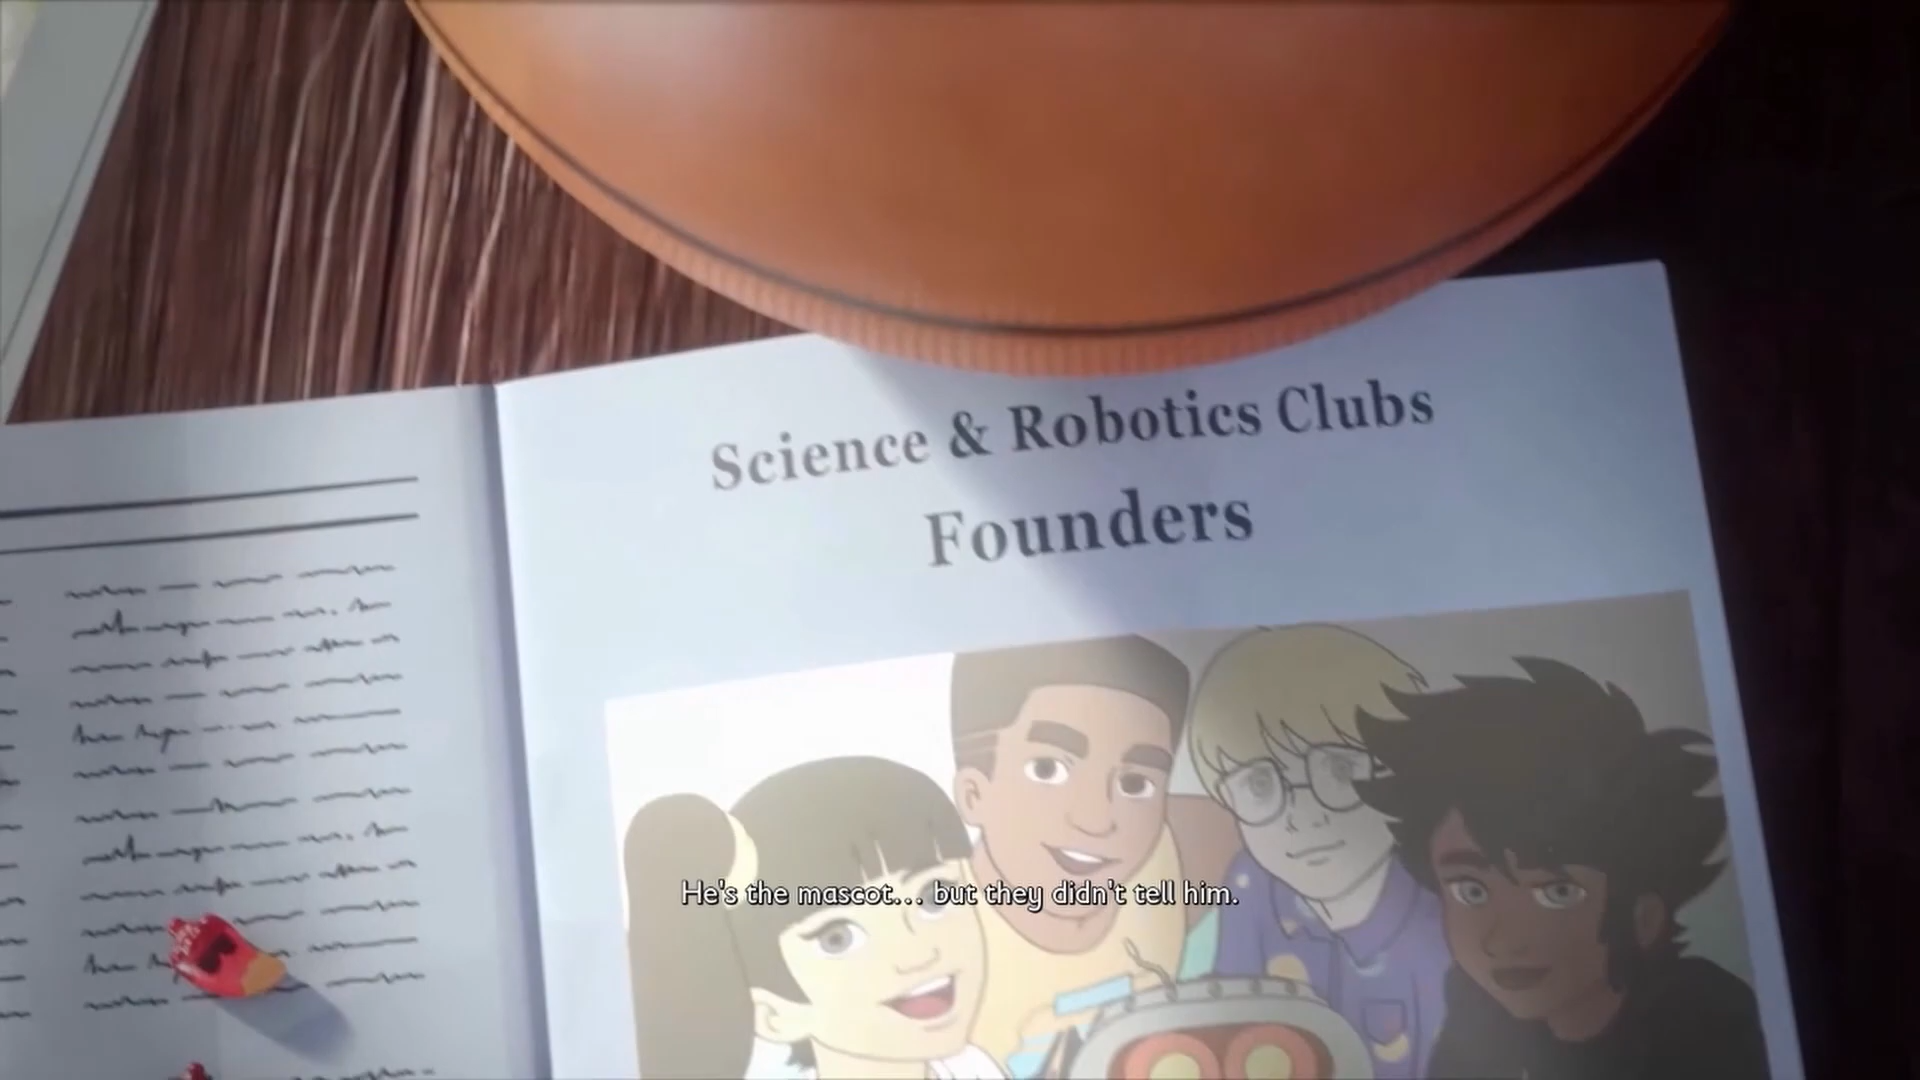 Science & Robotics Clubs
Founders
He's the mascot... but they didn't tell him.